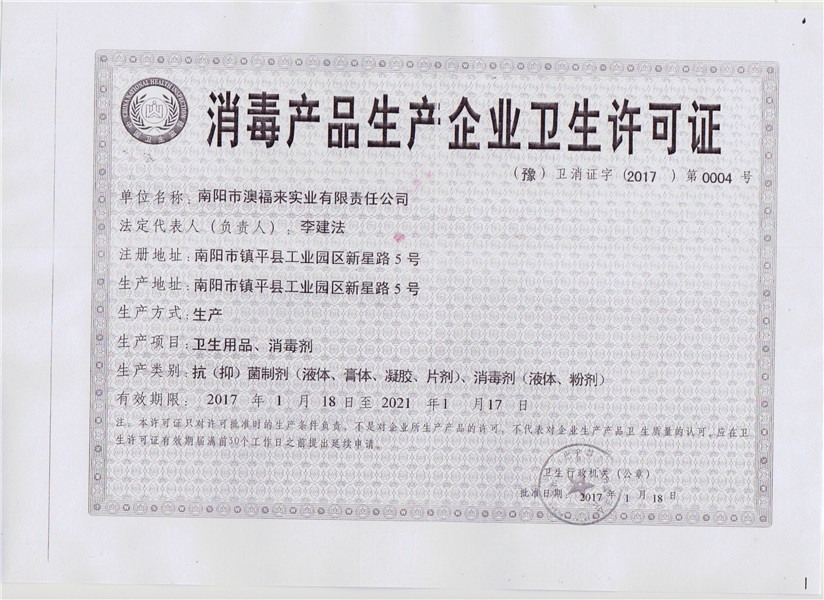 CHINA NATIONAL HEALTH INSPECTION
消毒产品生产企业卫生许可证
（豫）卫消证字（2017 ）第0004 号
单位名称：南阳市澳福来实业有限责任公司
法定代表人（负责人）：李建法
注册地址：南阳市镇平县工业园区新星路 5 号
生产地址：南阳市镇平县工业园区新星路 5 号
生产方式：生产
生产项目：卫生用品、消毒剂
生产类别：抗（抑）菌制剂（液体、膏体、凝胶、片剂）、消毒剂（液体、粉剂）
有效期限： 2017 年 1 月 18 日至 2021 年1 月17 日
注：本许可证只对许可批准时的生产条件负责，不是对企业所生产产品的许可，不代表对企业生产产品卫生质量的认可。应在卫
生许可证有效期届满前30个工作日之前提出延续申请。
卫生行政机关（公章）
批准日期：2017 年 1 月 18 日